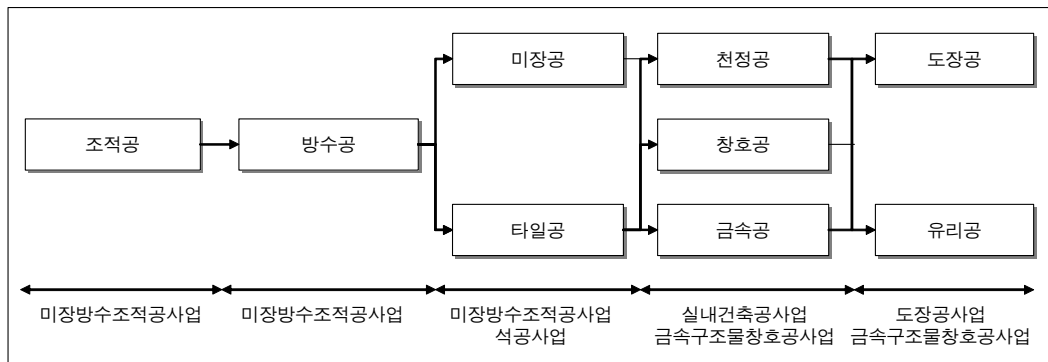 미장공
천정공
도장공
조적공
방수공
창호공
타일공
금속공
유리공
미장방수조적공사업
미장방수조적공사업
미장방수조적공사업
석공사업
실내건축공사업
금속구조물창호공사업
도장공사업
금속구조물창호공사업